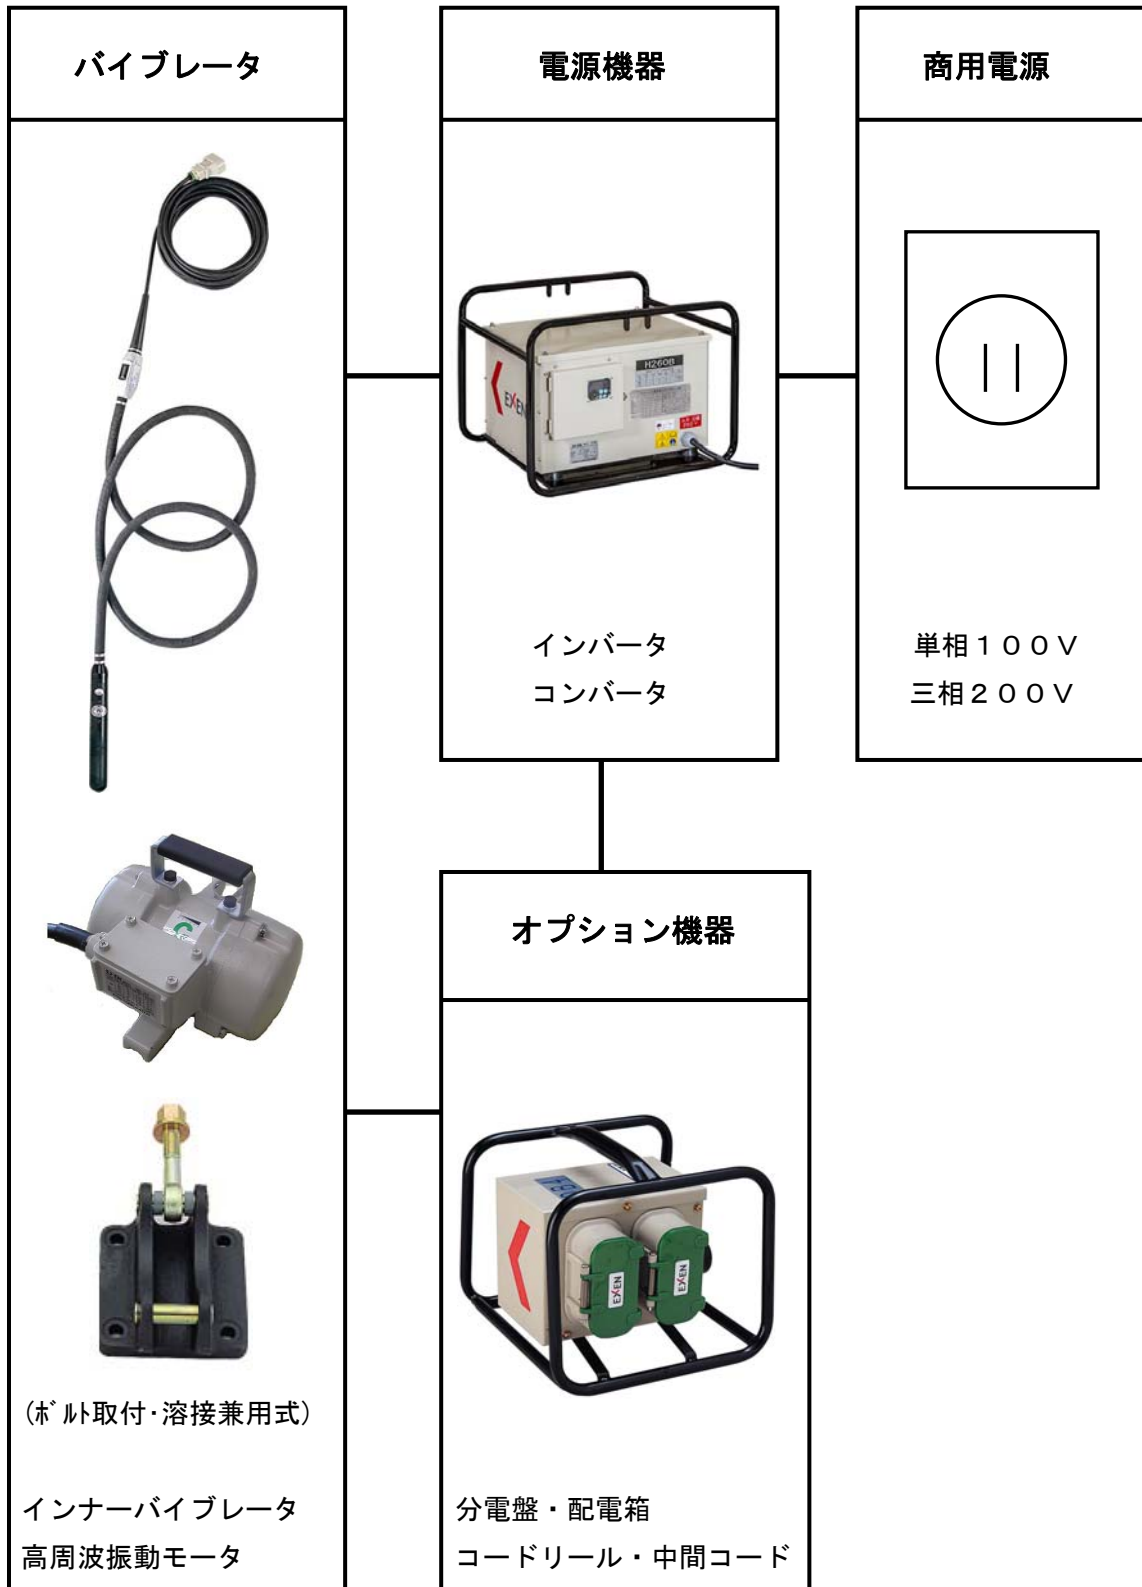 バイブレータ
電源機器
商用電源
H260B
EXEN
インバータ
コンバータ
単相１００Ｖ
三相２００Ｖ
オプション機器
EXEN
EXEN
(ﾎﾞﾙﾄ取付･溶接兼用式)
インナーバイブレータ
高周波振動モータ
分電盤・配電箱
コードリール・中間コード